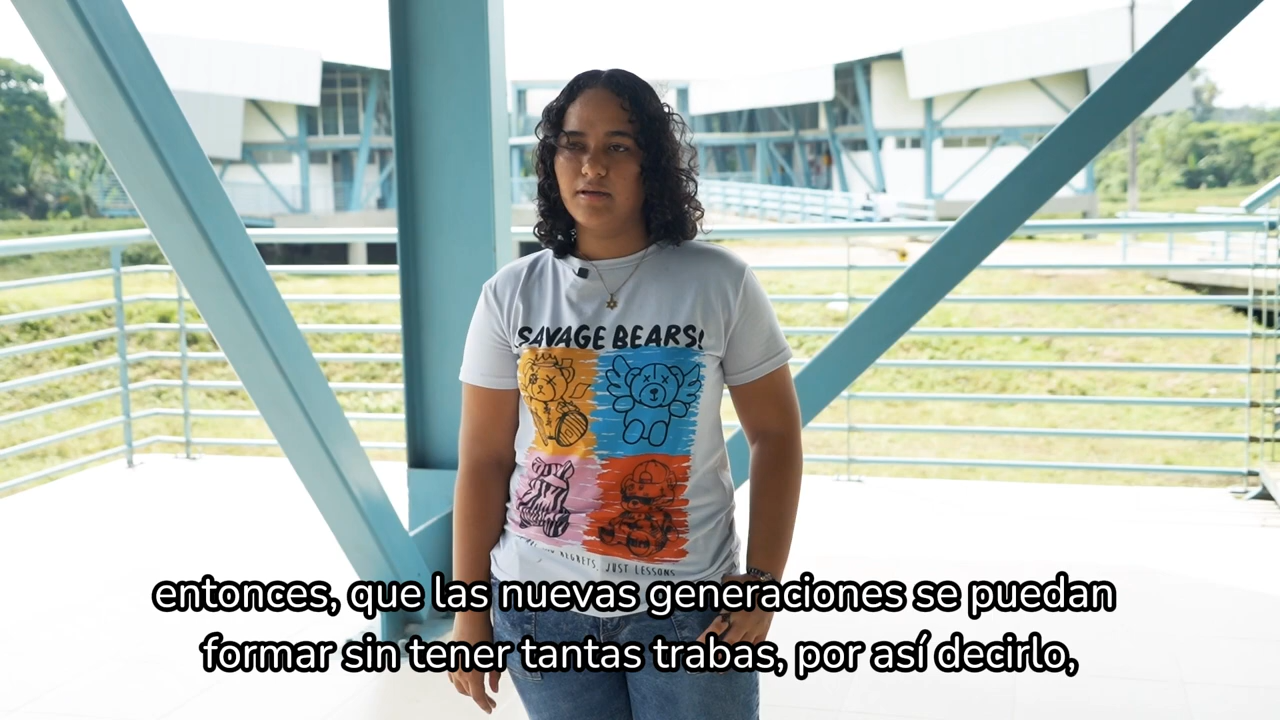 SAVAGE BEARS!
REGRETS, JUST LESSONS
entonces, que las nuevas generaciones se puedan
formar sin tener tantas trabas, por así decirlo,